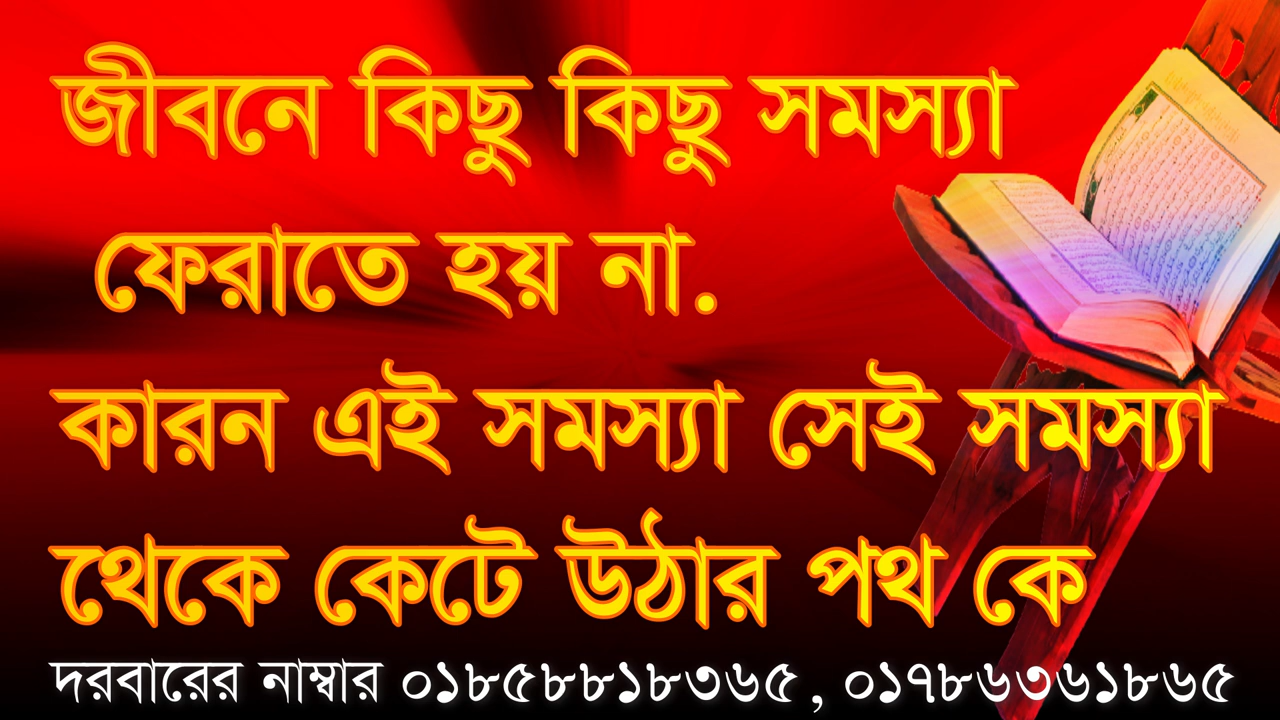 জীবনে কিছু কিছু সমস্যা
ফেরাতে হয় না.
কারন এই সমস্যা সেই সমস্যা
থেকে কেটে উঠার পথ কে
দরবারের নাম্বার ০১৮৫৮৮১৮৩৬৫, ০১৭৮৬৩৬১৮৬৫